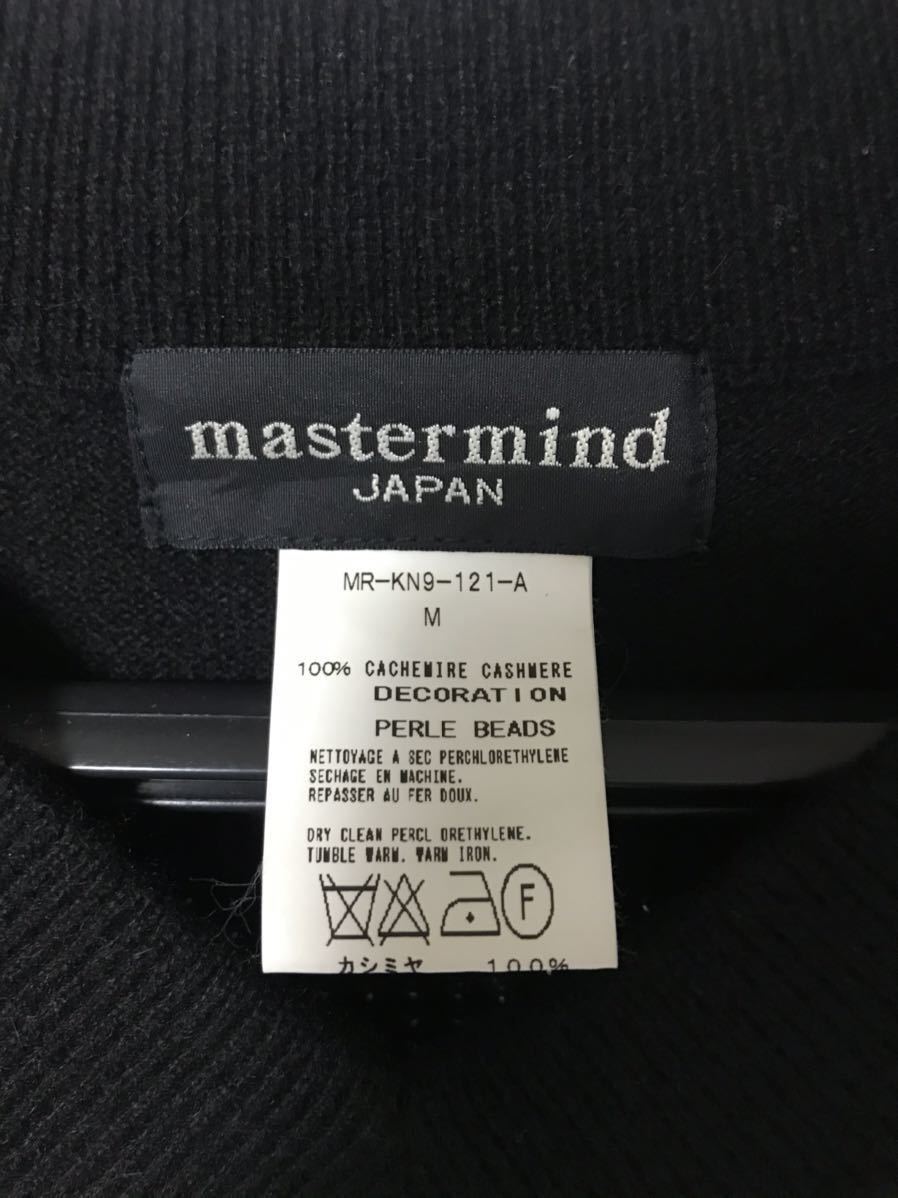 mastermind
JAPAN
MR-KN9-121-A
M
100% CACHEMIRE CASHMERE
DECORATION
PERLE BEADS
NETTOYAGE A SEC PERCHLORETHYLENE
SECHAGE EN MACHINE.
REPASSER AU FER DOUX.
DRY CLEAN PERCL ORETHYLENE.
TUMBLE WARM. WARM IRON.
F
カシミヤ 100%